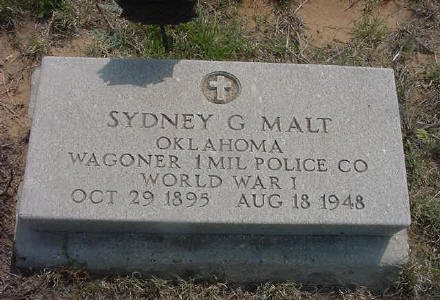 SYDNEY G MALT
OKLAHOMA
WAGONER 1 MIL POLICE CO
WORLD WAR I
OCT 29 1895 AUG 18 1948